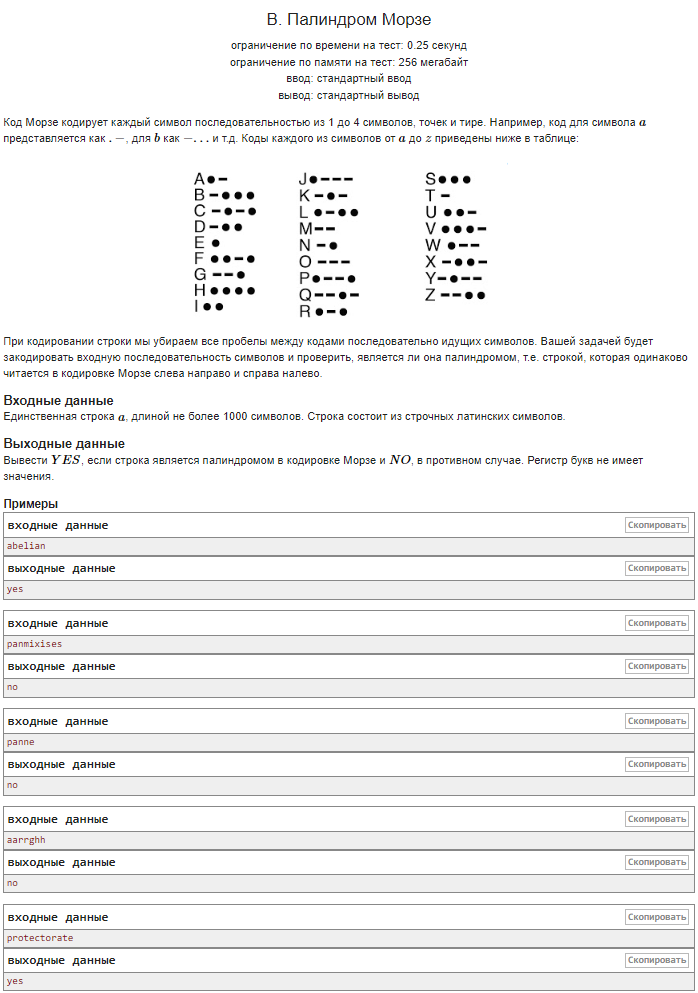 В. Палиндром Морзе
ограничение по времени на тест: 0.25 секунд
ограничение по памяти на тест: 256 мегабайт
ввод: стандартный ввод
вывод: стандартный вывод
Код Морзе кодирует каждый символ последовательностью из 1 до 4 символов, точек и тире. Например, код для символа a
представляется как . −, для b как − . . . и т.д. Коды каждого из символов от a до z приведены ниже в таблице:
A●− J●−−− S●●●
B−●●● K−●− T−
C−●−● L●−●● U●●−
D−●● M−− V●●●−
E● N−● W●−−
F●●−● O−−− X−●●−
G−−● P●−−● Y−●−−
H●●●● Q−−●− Z−−●●
I●● R●−●
При кодировании строки мы убираем все пробелы между кодами последовательно идущих символов. Вашей задачей будет
закодировать входную последовательность символов и проверить, является ли она палиндромом, т.е. строкой, которая одинаково
читается в кодировке Морзе слева направо и справа налево.
Входные данные
Единственная строка a, длиной не более 1000 символов. Строка состоит из строчных латинских символов.
Выходные данные
Вывести YES, если строка является палиндромом в кодировке Морзе и NO, в противном случае. Регистр букв не имеет
значения.
Примеры
входные данные Скопировать
abelian
выходные данные Скопировать
yes
входные данные Скопировать
panmixises
выходные данные Скопировать
no
входные данные Скопировать
panne
выходные данные Скопировать
no
входные данные Скопировать
aarrghh
выходные данные Скопировать
no
входные данные Скопировать
protectorate
выходные данные Скопировать
yes